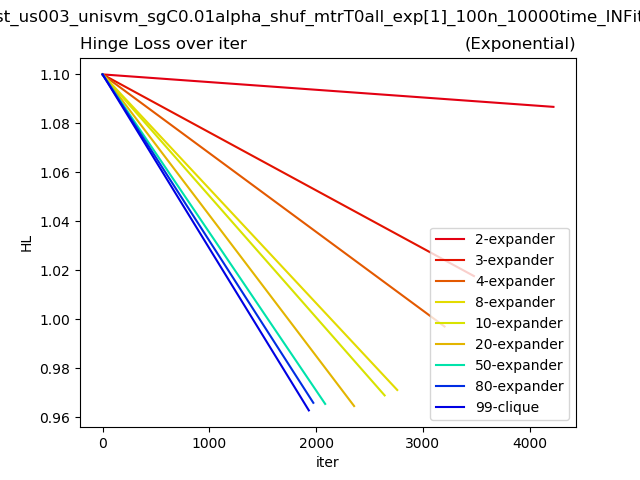 st_us003_unisvm_sgC0.01alpha_shuf_mtrT0all_exp[1]_100n_10000time_INFit
Hinge Loss over iter
(Exponential)
1.10
1.08
1.06
1.04
1.02
1.00
0.98
0.96
HL
0
1000
2000
3000
4000
iter
2-expander
3-expander
4-expander
8-expander
10-expander
20-expander
50-expander
80-expander
99-clique